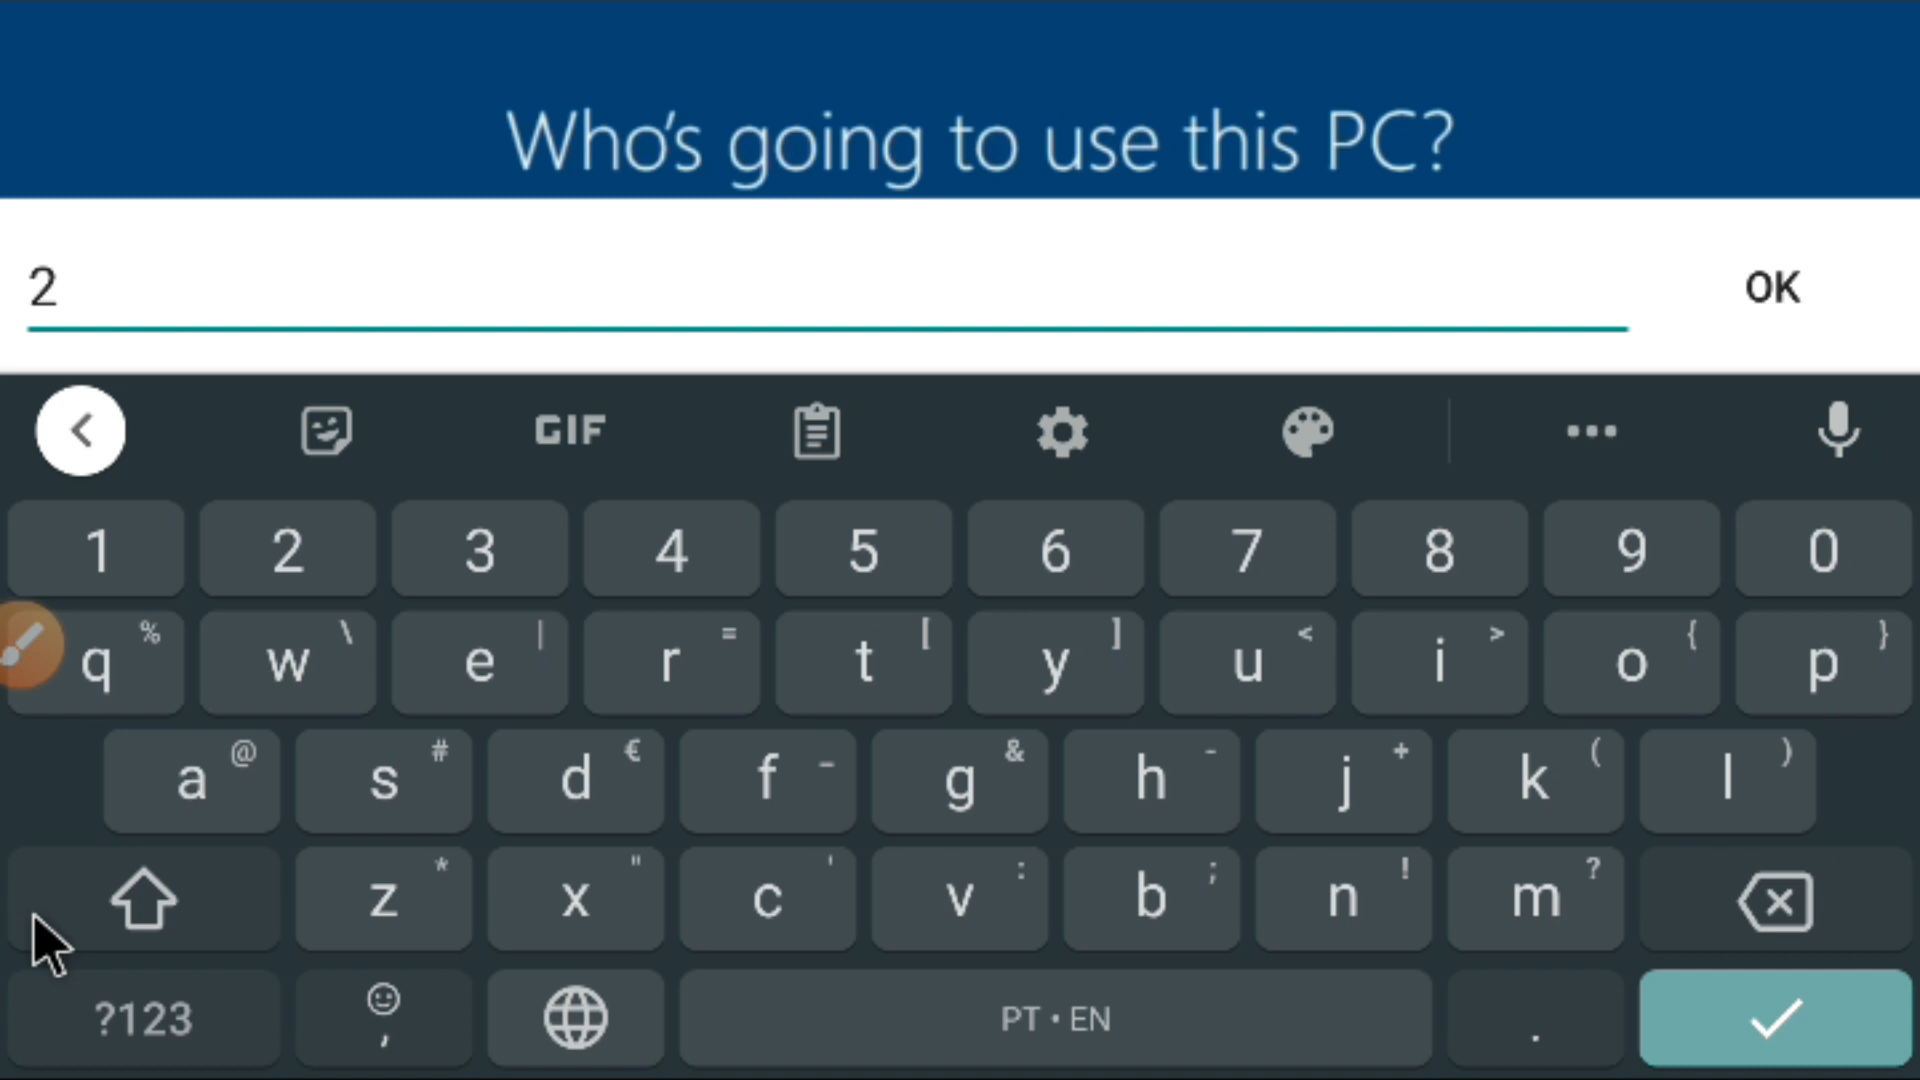 Who's going to use this PC?
2
OK
GIF
1 2 3 4 5 6 7 8 9 0
q % w \ e | r = t [ y ] u < i > o { p }
a @ s # d € f _ g & h - j + k ( l )
z * x " c ' v : b ; n ! m ?
?123 , PT • EN .